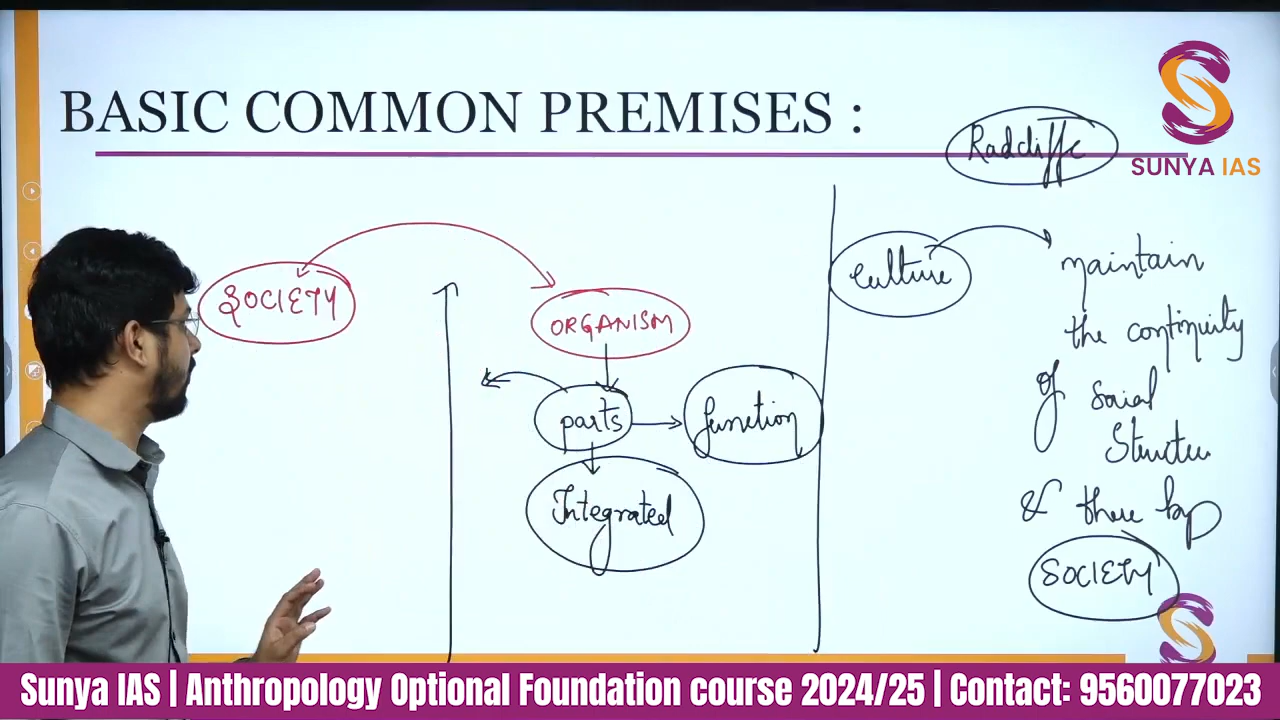 BASIC COMMON PREMISES :
Radcliffe
SUNYA IAS
SOCIETY
ORGANISM
parts
function
Integrated
Culture
maintain
the continuity
of social
Structure
& there by
SOCIETY
Sunya IAS | Anthropology Optional Foundation course 2024/25 | Contact: 9560077023